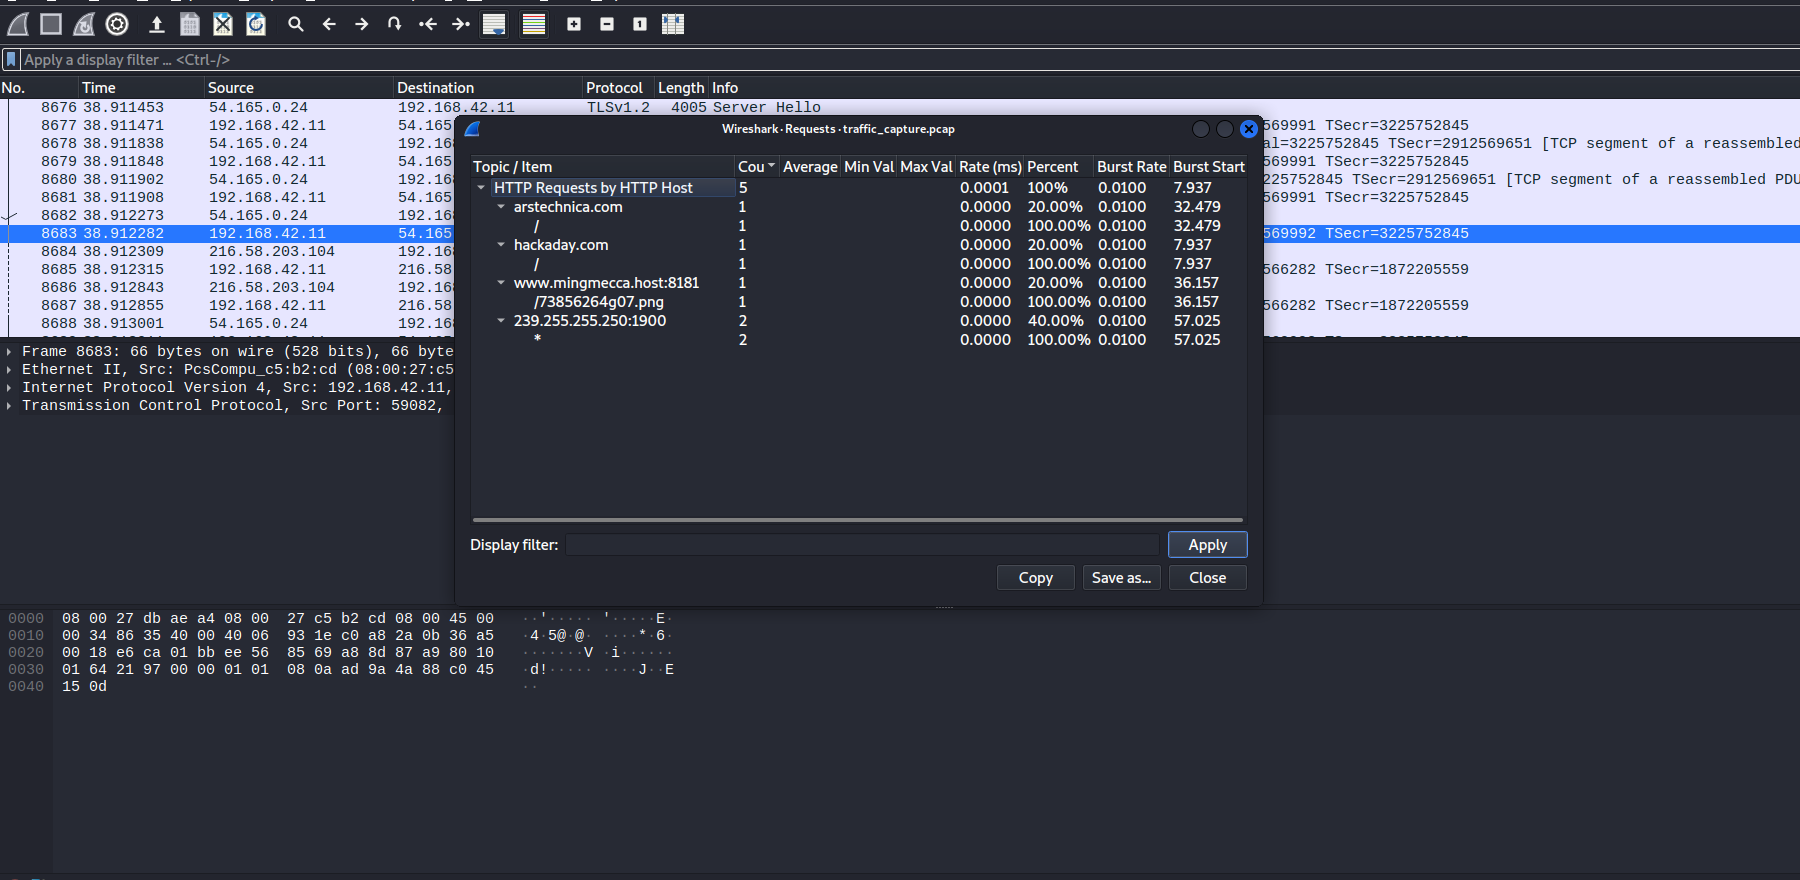 Apply a display filter ... <Ctrl-/>
No. Time Source Destination Protocol Length Info
8676 38.911453 54.165.0.24 192.168.42.11 TLSv1.2 4005 Server Hello
8677 38.911471 192.168.42.11 54.165 569991 TSecr=3225752845
8678 38.911838 54.165.0.24 192.168 al=3225752845 TSecr=2912569651 [TCP segment of a reassembled
8679 38.911848 192.168.42.11 54.165 569991 TSecr=3225752845
8680 38.911902 54.165.0.24 192.168 225752845 TSecr=2912569651 [TCP segment of a reassembled PDU
8681 38.911908 192.168.42.11 54.165 569991 TSecr=3225752845
8682 38.912273 54.165.0.24 192.168
8683 38.912282 192.168.42.11 54.165 569992 TSecr=3225752845
8684 38.912309 216.58.203.104 192.168
8685 38.912315 192.168.42.11 216.58 566282 TSecr=1872205559
8686 38.912843 216.58.203.104 192.168
8687 38.912855 192.168.42.11 216.58 566282 TSecr=1872205559
8688 38.913001 54.165.0.24 192.168
Wireshark · Requests · traffic_capture.pcap
Topic / Item Cou Average Min Val Max Val Rate (ms) Percent Burst Rate Burst Start
HTTP Requests by HTTP Host 5 0.0001 100% 0.0100 7.937
arstechnica.com 1 0.0000 20.00% 0.0100 32.479
/ 1 0.0000 100.00% 0.0100 32.479
hackaday.com 1 0.0000 20.00% 0.0100 7.937
/ 1 0.0000 100.00% 0.0100 7.937
www.mingmecca.host:8181 1 0.0000 20.00% 0.0100 36.157
/73856264g07.png 1 0.0000 100.00% 0.0100 36.157
239.255.255.250:1900 2 0.0000 40.00% 0.0100 57.025
* 2 0.0000 100.00% 0.0100 57.025
Display filter: Apply
Copy Save as... Close
Frame 8683: 66 bytes on wire (528 bits), 66 byte
Ethernet II, Src: PcsCompu_c5:b2:cd (08:00:27:c5
Internet Protocol Version 4, Src: 192.168.42.11,
Transmission Control Protocol, Src Port: 59082,
0000 08 00 27 db ae a4 08 00 27 c5 b2 cd 08 00 45 00 ··'····· '·····E·
0010 00 34 86 35 40 00 40 06 93 1e c0 a8 2a 0b 36 a5 ·4·5@·@· ····*·6·
0020 00 18 e6 ca 01 bb ee 56 85 69 a8 8d 87 a9 80 10 ·······V ·i······
0030 01 64 21 97 00 00 01 01 08 0a ad 9a 4a 88 c0 45 ·d!····· ····J··E
0040 15 0d ··